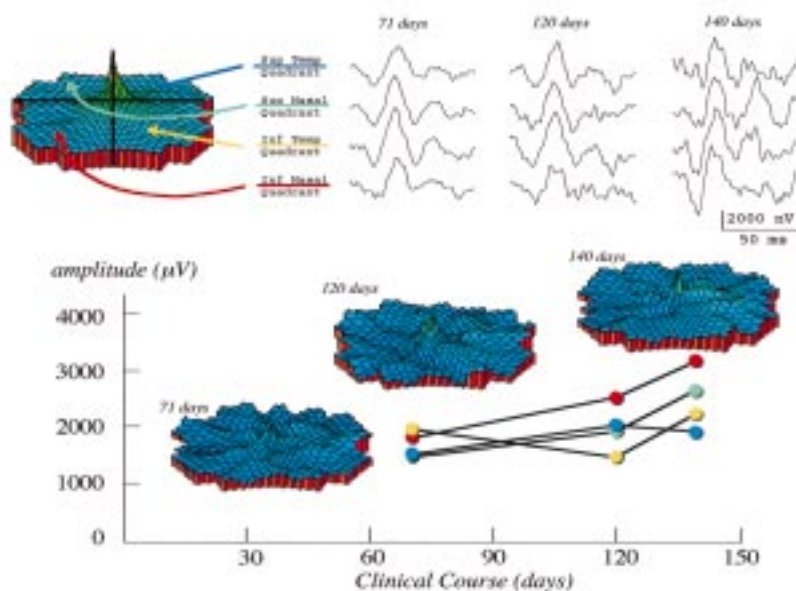 71 days
120 days
140 days
Sup Temp
Quadrant
Sup Nasal
Quadrant
Inf Temp
Quadrant
Inf Nasal
Quadrant
2000 nV
50 ms
amplitude (µV)
140 days
120 days
4000
3000
71 days
2000
1000
0
30
60
90
120
150
Clinical Course (days)